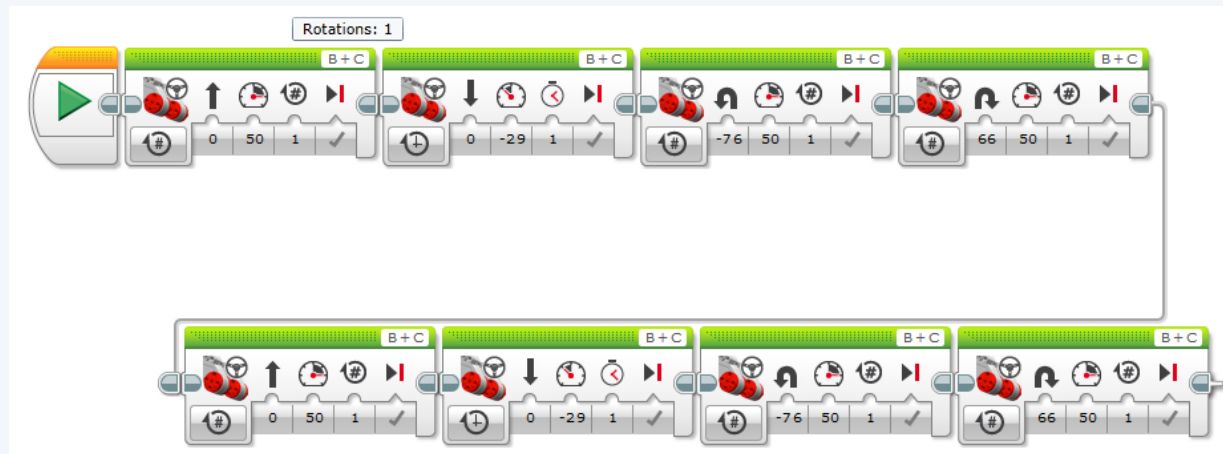 Rotations: 1
B + C B + C B + C B + C
# 0 50 1 0 -29 1 # -76 50 1 # 66 50 1
B + C B + C B + C B + C
# 0 50 1 0 -29 1 # -76 50 1 # 66 50 1